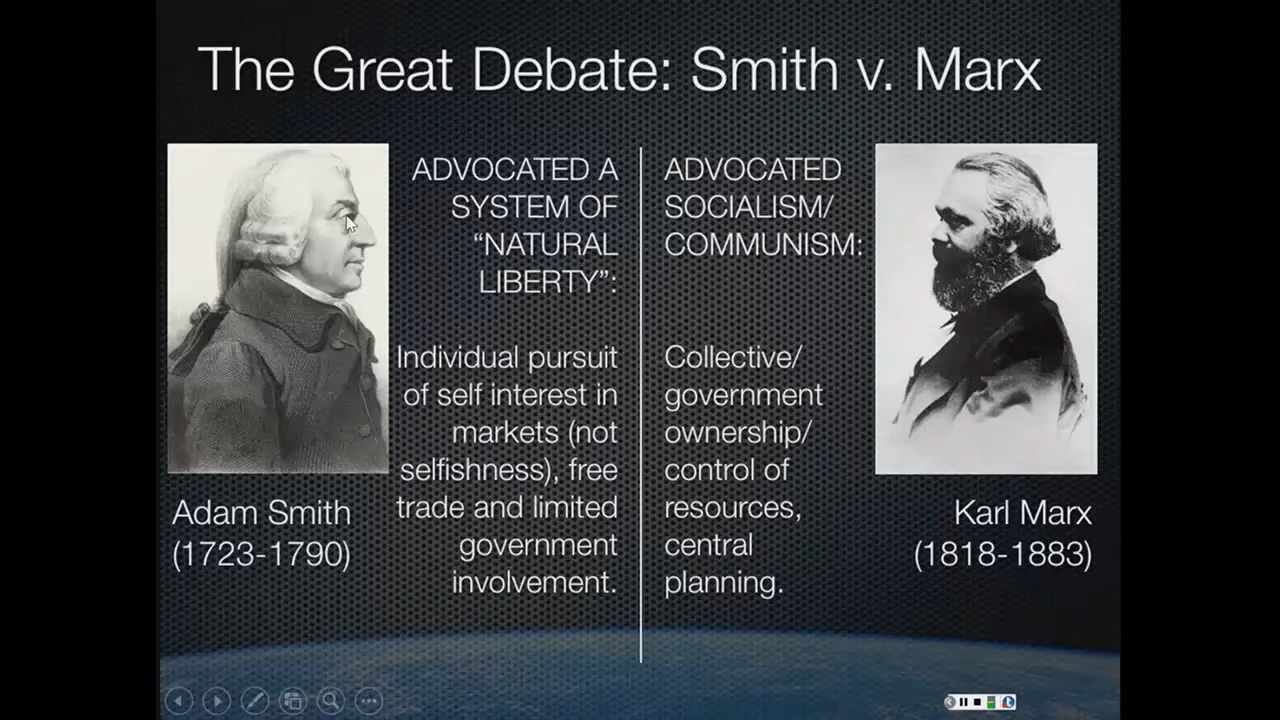 The Great Debate: Smith v. Marx
ADVOCATED A
SYSTEM OF
“NATURAL
LIBERTY”:
Individual pursuit
of self interest in
markets (not
selfishness), free
trade and limited
government
involvement.
Adam Smith
(1723-1790)
ADVOCATED
SOCIALISM/
COMMUNISM:
Collective/
government
ownership/
control of
resources,
central
planning.
Karl Marx
(1818-1883)